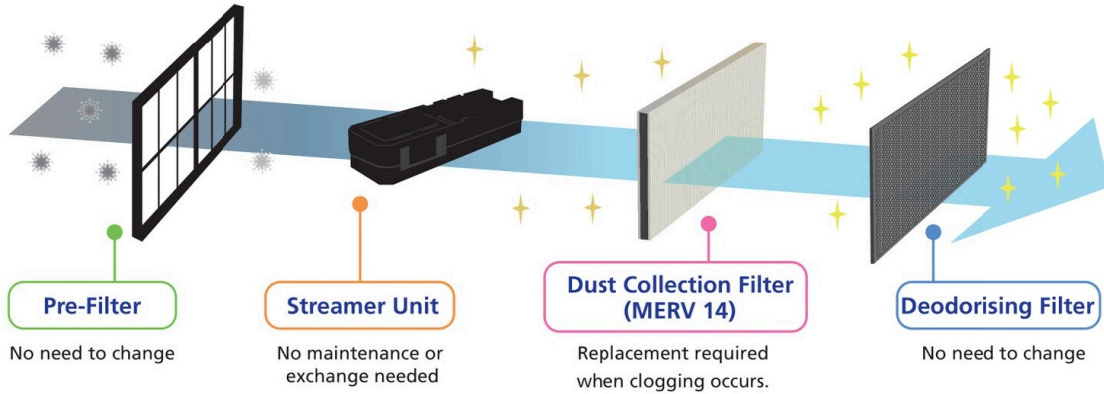 Pre-Filter
No need to change
Streamer Unit
No maintenance or
exchange needed
Dust Collection Filter
(MERV 14)
Replacement required
when clogging occurs.
Deodorising Filter
No need to change